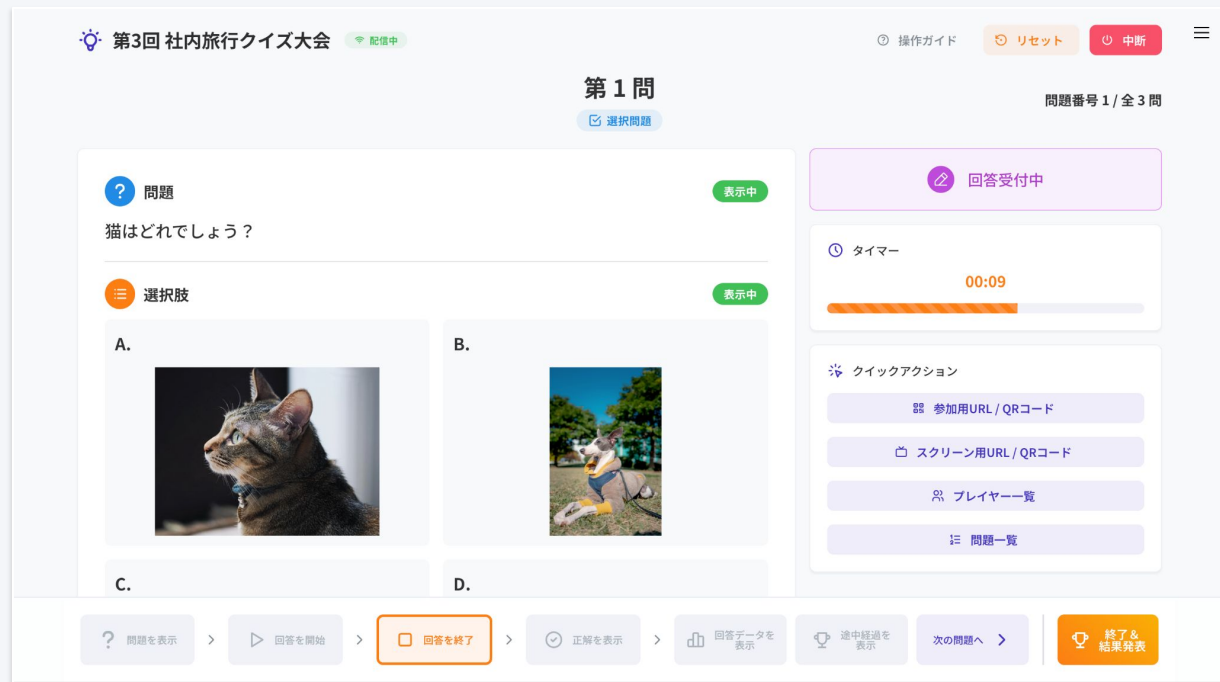 第3回 社内旅行クイズ大会
配信中
操作ガイド
リセット
中断
第 1 問
選択問題
問題番号 1 / 全 3 問
問題
表示中
猫はどれでしょう？
選択肢
表示中
A.
B.
C.
D.
回答受付中
タイマー
00:09
クイックアクション
参加用URL / QRコード
スクリーン用URL / QRコード
プレイヤー一覧
問題一覧
問題を表示
回答を開始
回答を終了
正解を表示
回答データを
表示
途中経過を
表示
次の問題へ
終了＆
結果発表